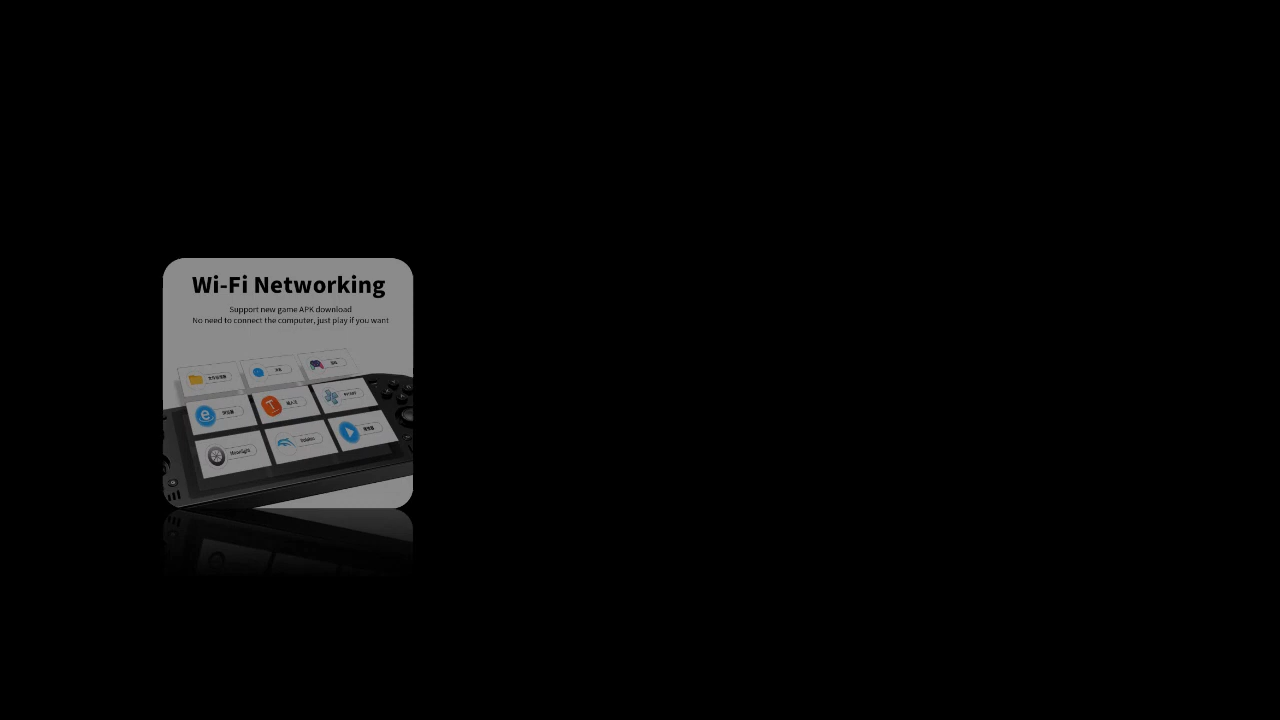 Wi-Fi Networking
Support new game APK download
No need to connect the computer, just play if you want
Moonlight